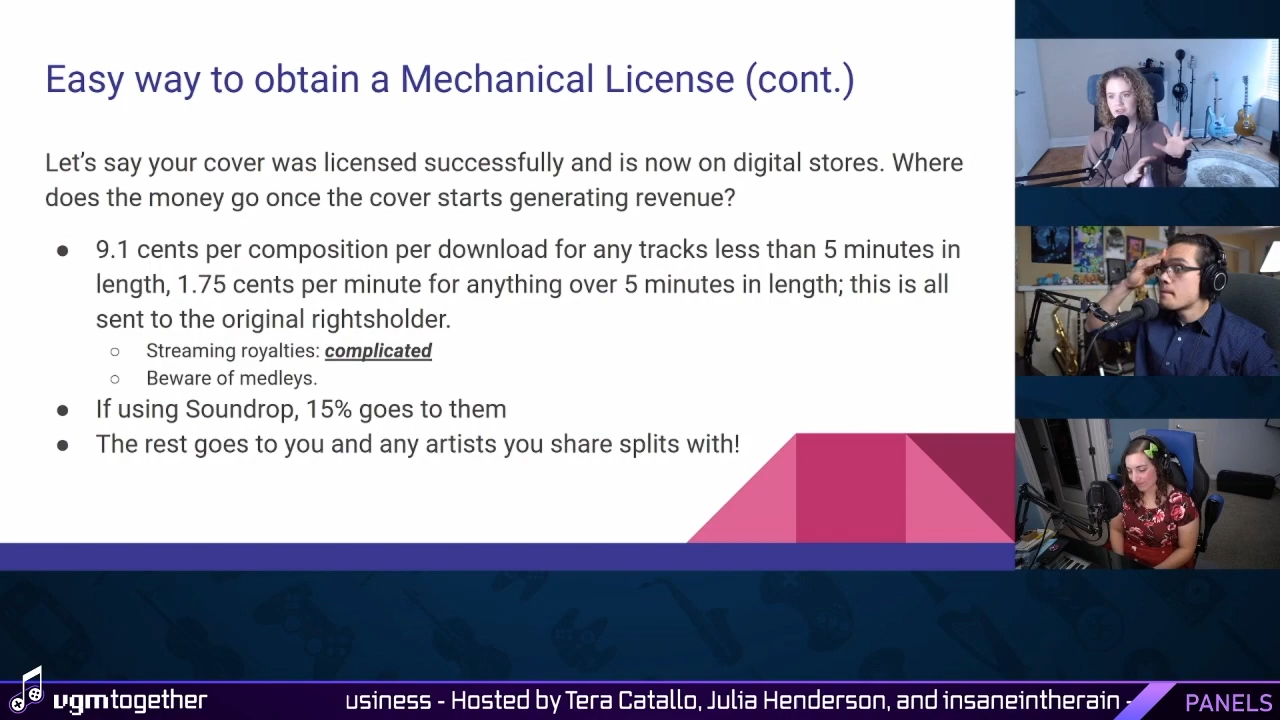 Easy way to obtain a Mechanical License (cont.)
Let's say your cover was licensed successfully and is now on digital stores. Where
does the money go once the cover starts generating revenue?
● 9.1 cents per composition per download for any tracks less than 5 minutes in
length, 1.75 cents per minute for anything over 5 minutes in length; this is all
sent to the original rightsholder.
○ Streaming royalties: complicated
○ Beware of medleys.
● If using Soundrop, 15% goes to them
● The rest goes to you and any artists you share splits with!
vgmtogether
usiness - Hosted by Tera Catallo, Julia Henderson, and insaneintherain -
PANELS